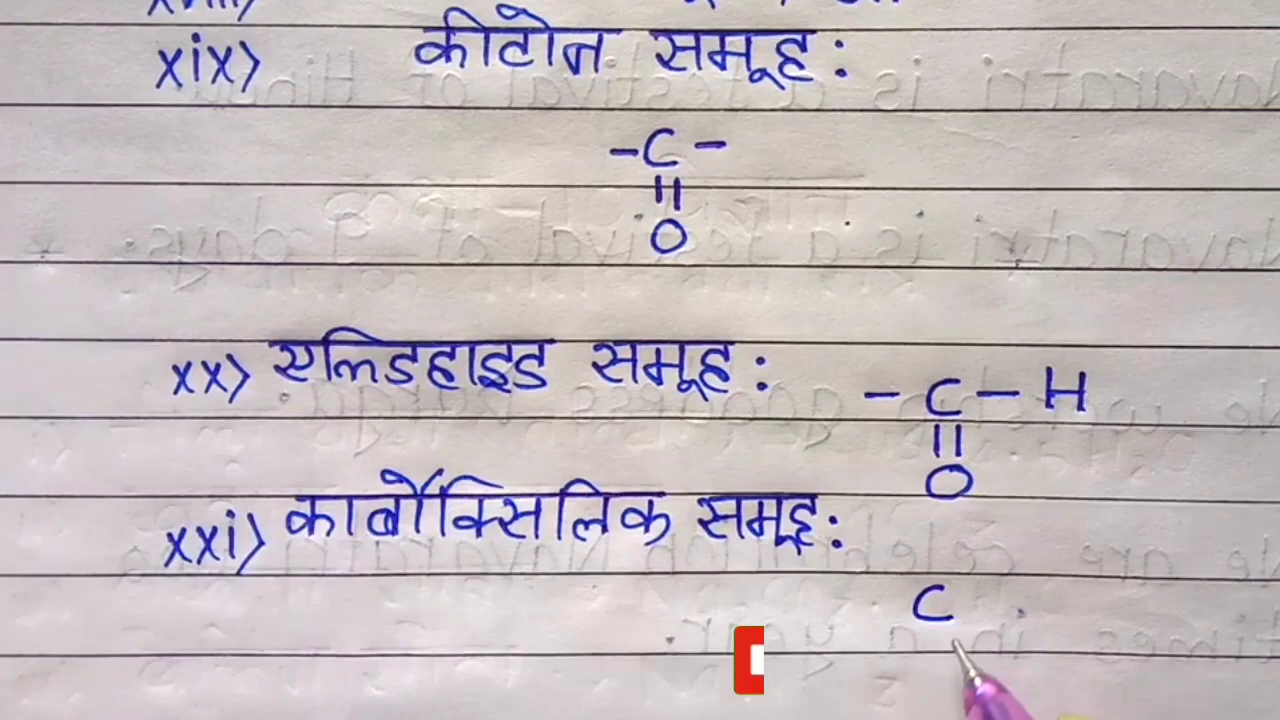 xix> कीटोन समूह:
-C-
||
O
xx> एल्डिहाइड समूह: - C - H
||
O
xxi> कार्बोक्सिलिक समूह:
C